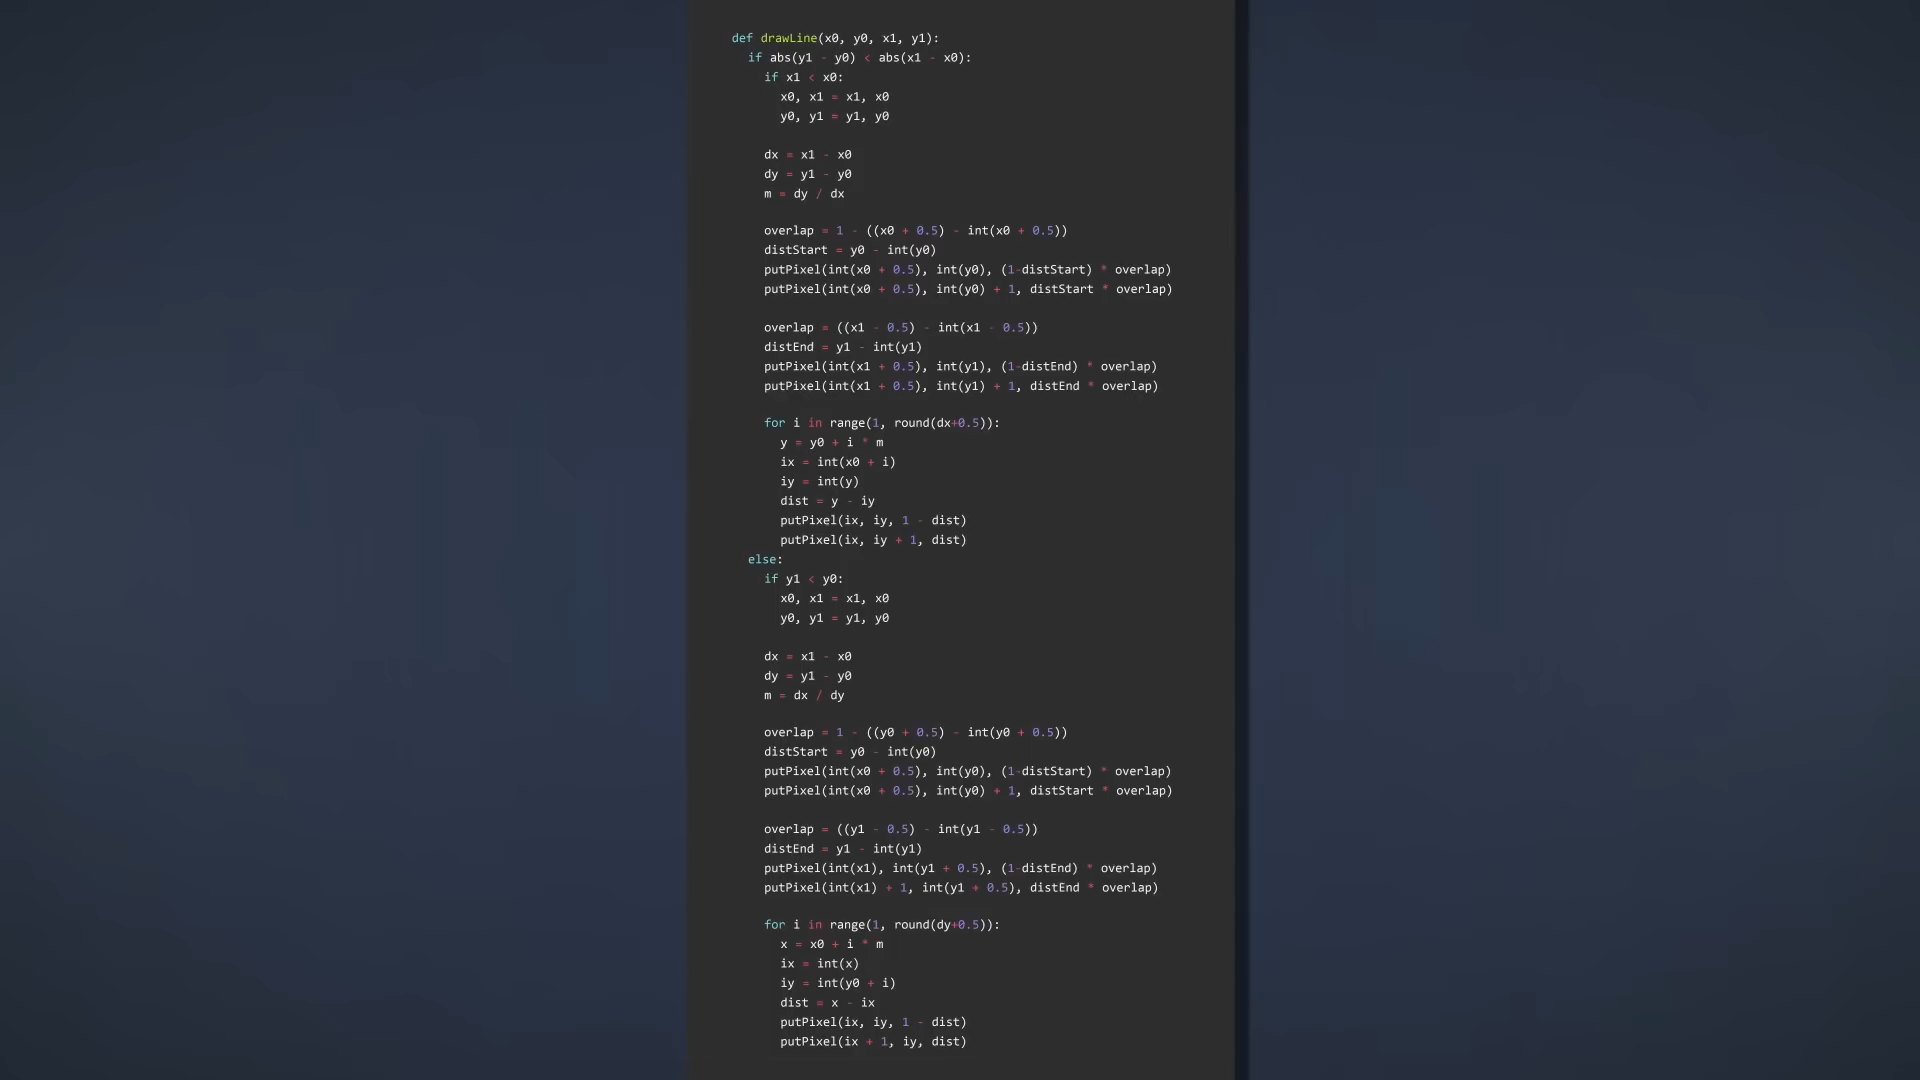 def drawLine(x0, y0, x1, y1):
  if abs(y1 - y0) < abs(x1 - x0):
    if x1 < x0:
      x0, x1 = x1, x0
      y0, y1 = y1, y0

    dx = x1 - x0
    dy = y1 - y0
    m = dy / dx

    overlap = 1 - ((x0 + 0.5) - int(x0 + 0.5))
    distStart = y0 - int(y0)
    putPixel(int(x0 + 0.5), int(y0), (1-distStart) * overlap)
    putPixel(int(x0 + 0.5), int(y0) + 1, distStart * overlap)

    overlap = ((x1 - 0.5) - int(x1 - 0.5))
    distEnd = y1 - int(y1)
    putPixel(int(x1 + 0.5), int(y1), (1-distEnd) * overlap)
    putPixel(int(x1 + 0.5), int(y1) + 1, distEnd * overlap)

    for i in range(1, round(dx+0.5)):
      y = y0 + i * m
      ix = int(x0 + i)
      iy = int(y)
      dist = y - iy
      putPixel(ix, iy, 1 - dist)
      putPixel(ix, iy + 1, dist)
  else:
    if y1 < y0:
      x0, x1 = x1, x0
      y0, y1 = y1, y0

    dx = x1 - x0
    dy = y1 - y0
    m = dx / dy

    overlap = 1 - ((y0 + 0.5) - int(y0 + 0.5))
    distStart = y0 - int(y0)
    putPixel(int(x0 + 0.5), int(y0), (1-distStart) * overlap)
    putPixel(int(x0 + 0.5), int(y0) + 1, distStart * overlap)

    overlap = ((y1 - 0.5) - int(y1 - 0.5))
    distEnd = y1 - int(y1)
    putPixel(int(x1), int(y1 + 0.5), (1-distEnd) * overlap)
    putPixel(int(x1) + 1, int(y1 + 0.5), distEnd * overlap)

    for i in range(1, round(dy+0.5)):
      x = x0 + i * m
      ix = int(x)
      iy = int(y0 + i)
      dist = x - ix
      putPixel(ix, iy, 1 - dist)
      putPixel(ix + 1, iy, dist)